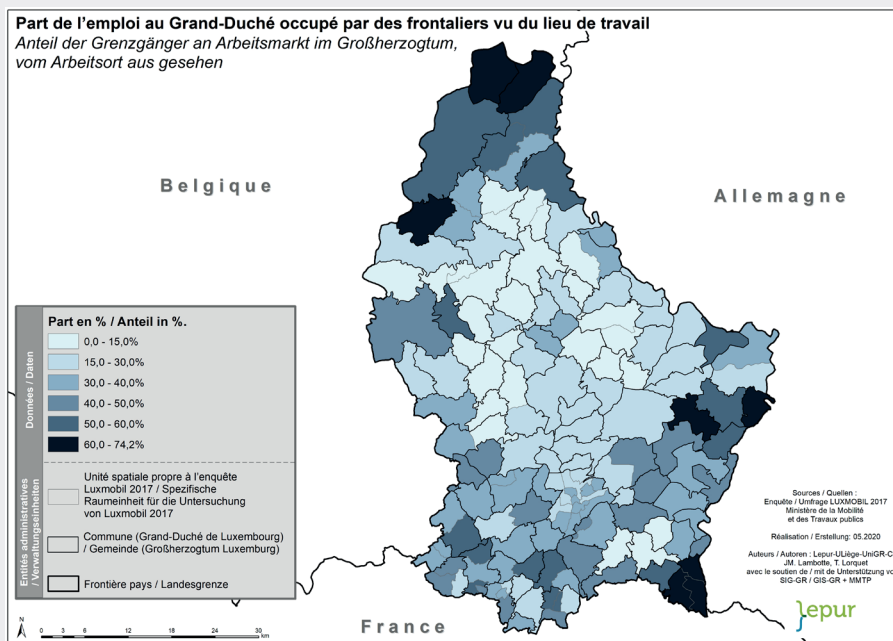 Part de l'emploi au Grand-Duché occupé par des frontaliers vu du lieu de travail
Anteil der Grenzgänger an Arbeitsmarkt im Großherzogtum,
vom Arbeitsort aus gesehen
Belgique
Allemagne
Données / Daten
Part en % / Anteil in %.
0,0 - 15,0%
15,0 - 30,0%
30,0 - 40,0%
40,0 - 50,0%
50,0 - 60,0%
60,0 - 74,2%
Entités administratives
/ Verwaltungseinheiten
Unité spatiale propre à l'enquête
Luxmobil 2017 / Spezifische
Raumeinheit für die Untersuchung
von Luxmobil 2017
Commune (Grand-Duché de Luxembourg)
/ Gemeinde (Großherzogtum Luxemburg)
Frontière pays / Landesgrenze
Sources / Quellen :
Enquête / Umfrage LUXMOBIL 2017
Ministère de la Mobilité
et des Travaux publics
Réalisation / Erstellung: 05.2020
Auteurs / Autoren : Lepur-ULiège-UniGR-C
JM. Lambotte, T. Lorquet
avec le soutien de / mit de Unterstützung vo
SIG-GR / GIS-GR + MMTP
lepur
N
0 3 6 12 18 24 30
km
France